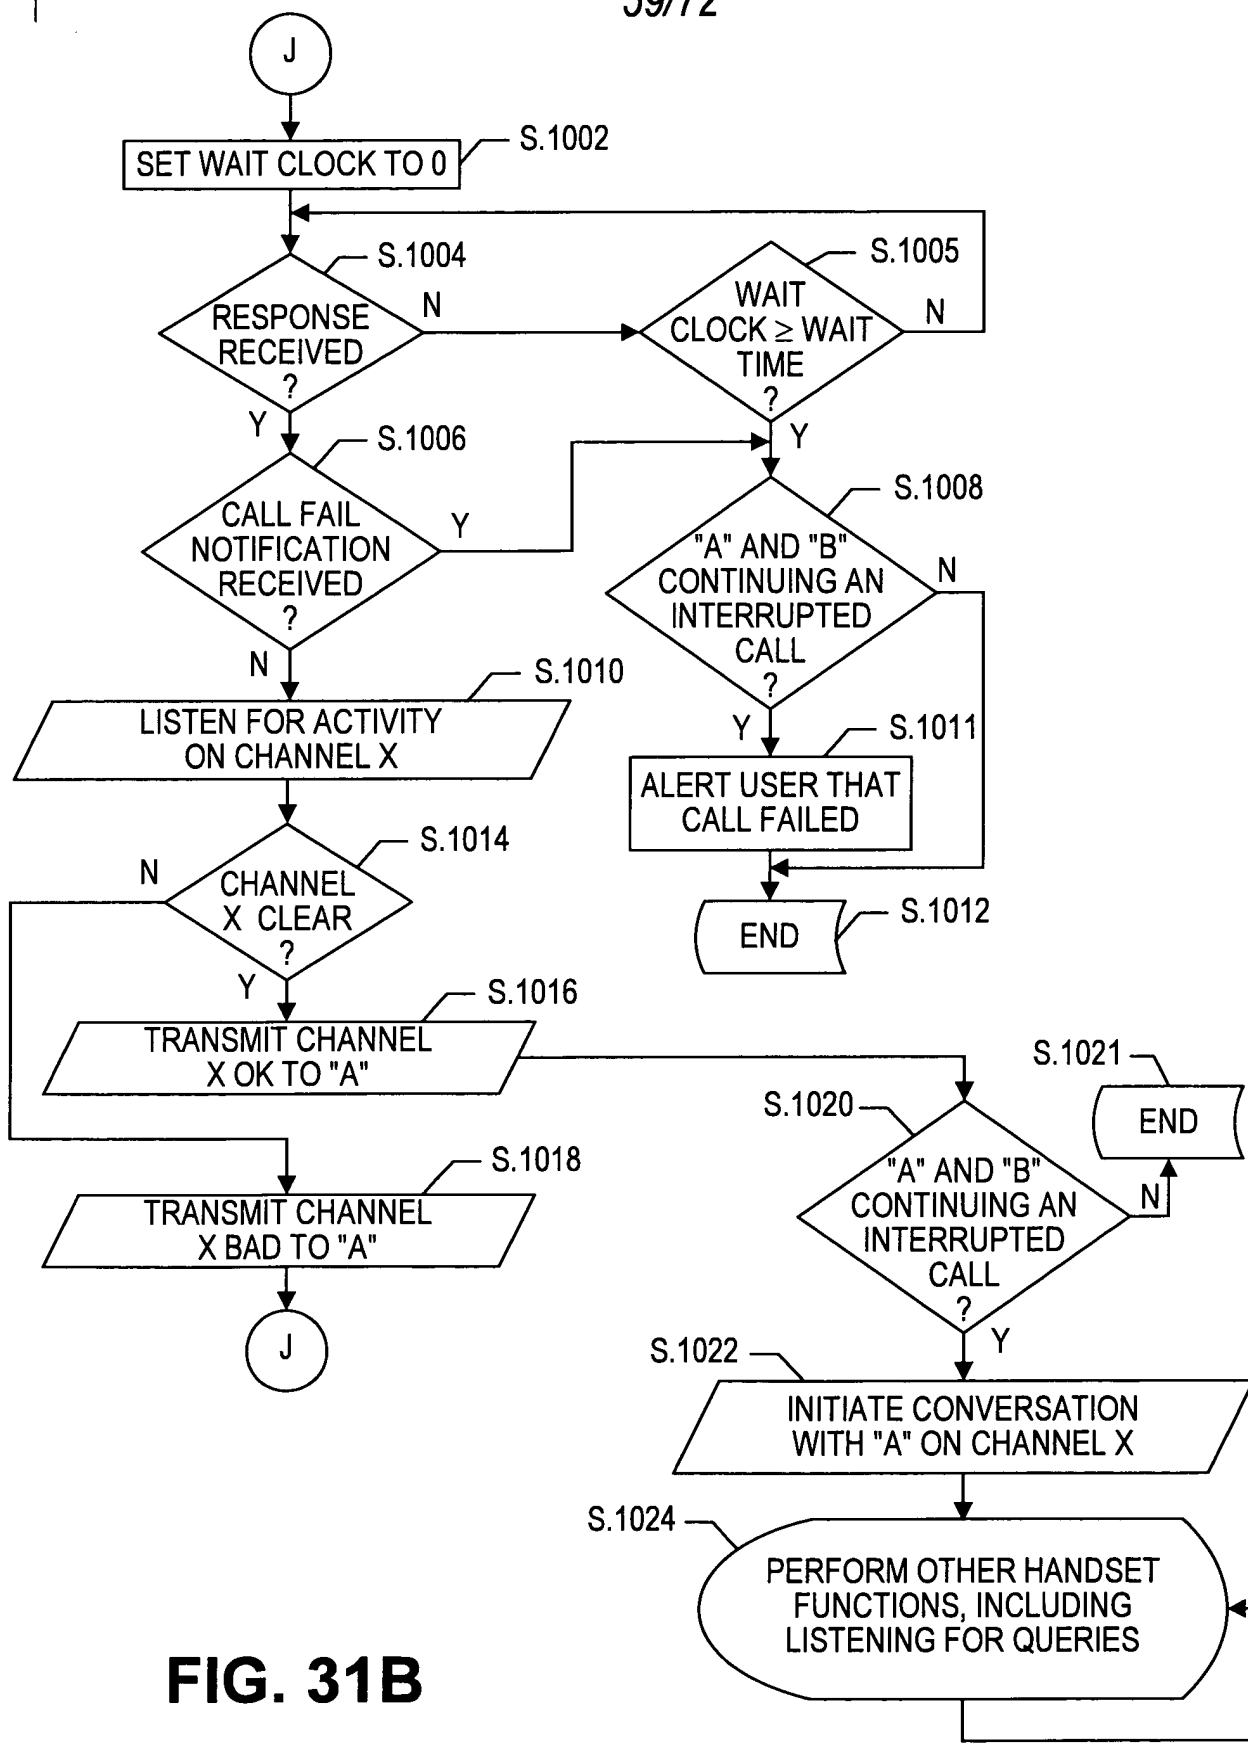 39/72
J
S.1002
SET WAIT CLOCK TO 0
S.1004
RESPONSE
RECEIVED
?
N
Y
S.1005
WAIT
CLOCK ≥ WAIT
TIME
?
N
Y
S.1006
CALL FAIL
NOTIFICATION
RECEIVED
?
Y
N
S.1008
"A" AND "B"
CONTINUING AN
INTERRUPTED
CALL
?
N
Y
S.1010
LISTEN FOR ACTIVITY
ON CHANNEL X
S.1011
ALERT USER THAT
CALL FAILED
S.1012
END
S.1014
CHANNEL
X CLEAR
?
N
Y
S.1016
TRANSMIT CHANNEL
X OK TO "A"
S.1018
TRANSMIT CHANNEL
X BAD TO "A"
J
S.1020
"A" AND "B"
CONTINUING AN
INTERRUPTED
CALL
?
N
Y
S.1021
END
S.1022
INITIATE CONVERSATION
WITH "A" ON CHANNEL X
S.1024
PERFORM OTHER HANDSET
FUNCTIONS, INCLUDING
LISTENING FOR QUERIES
FIG. 31B